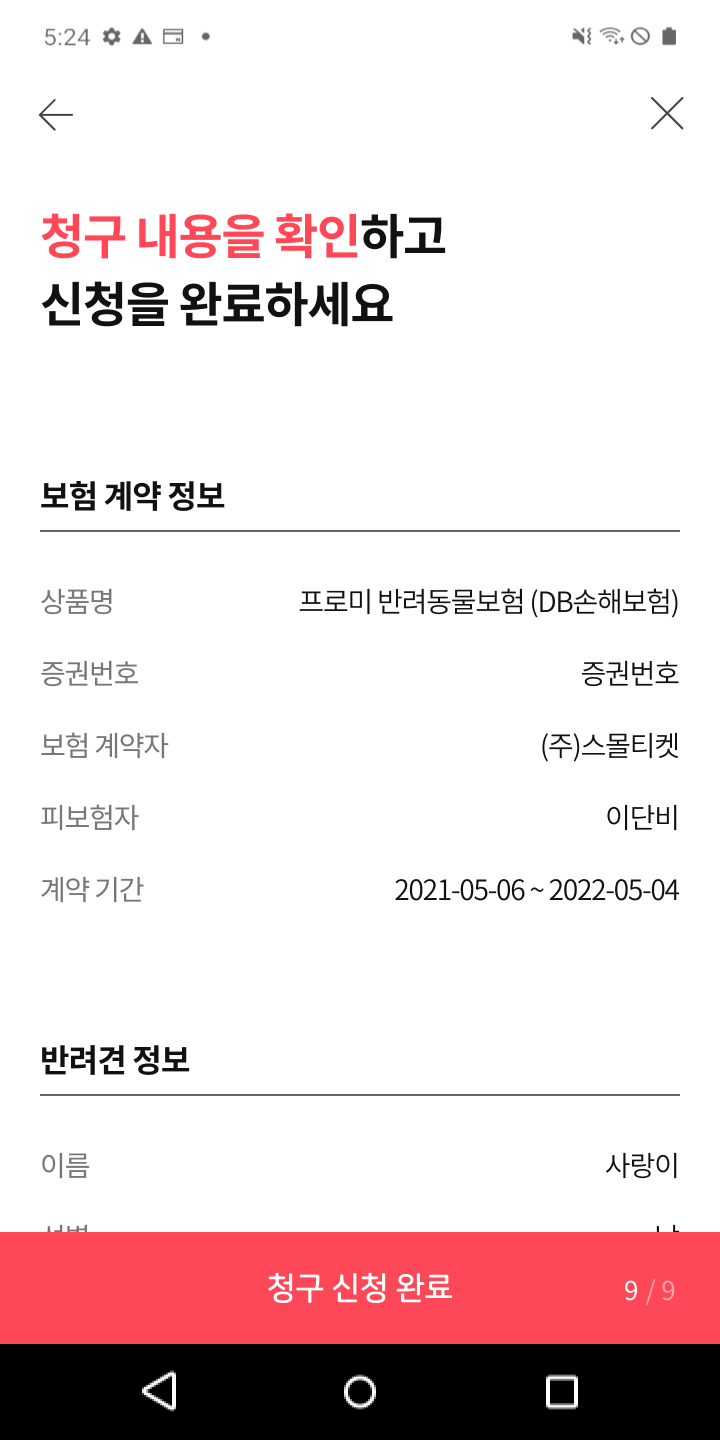 5:24
청구 내용을 확인하고
신청을 완료하세요
보험 계약 정보
상품명 프로미 반려동물보험 (DB손해보험)
증권번호 증권번호
보험 계약자 (주)스몰티켓
피보험자 이단비
계약 기간 2021-05-06 ~ 2022-05-04
반려견 정보
이름 사랑이
청구 신청 완료 9 / 9